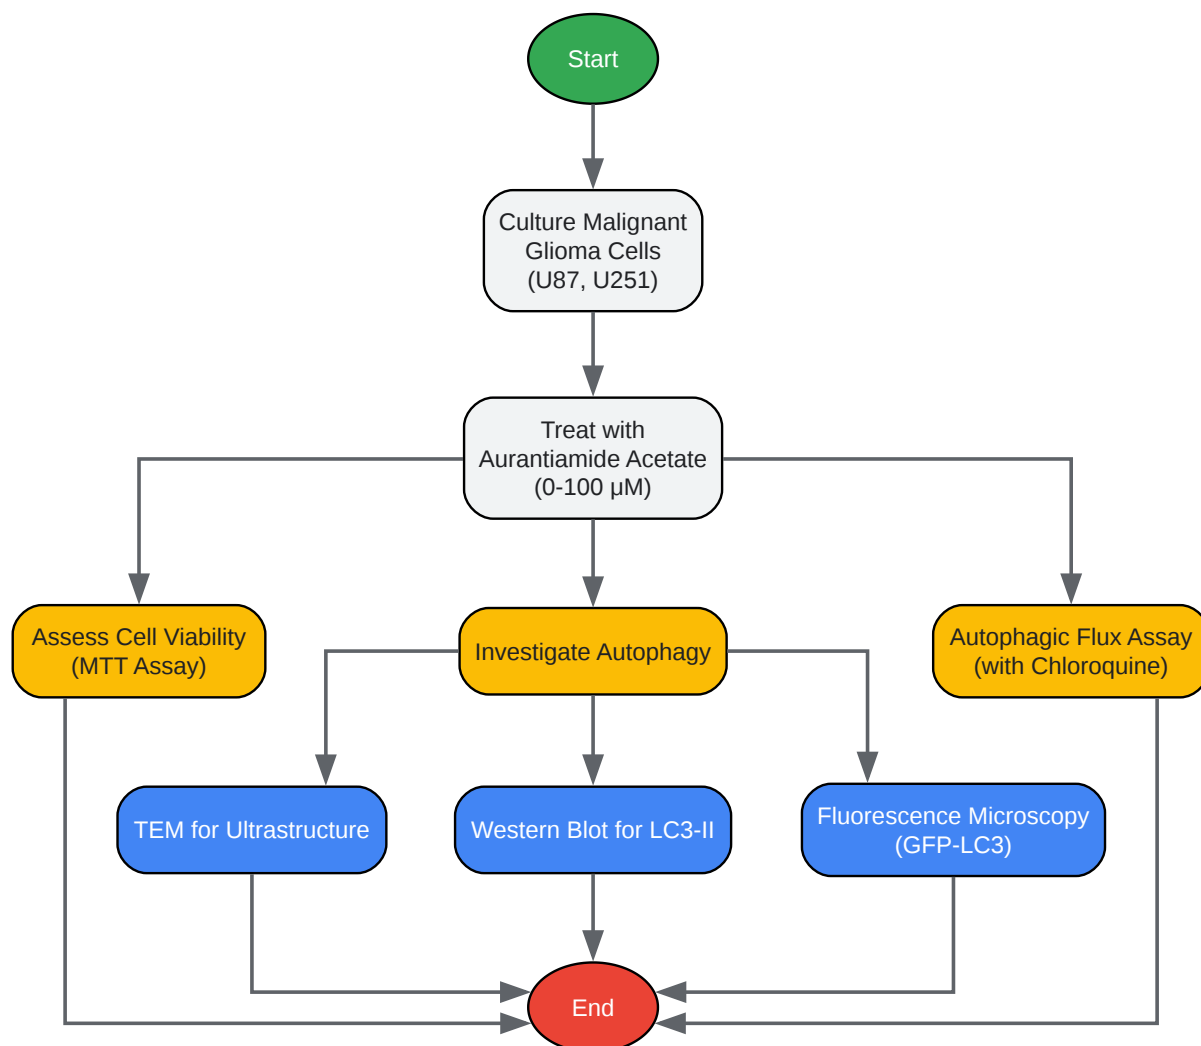 Start
Culture Malignant
Glioma Cells
(U87, U251)
Treat with
Aurantiamide Acetate
(0-100 μM)
Assess Cell Viability
(MTT Assay)
Investigate Autophagy
Autophagic Flux Assay
(with Chloroquine)
TEM for Ultrastructure
Western Blot for LC3-II
Fluorescence Microscopy
(GFP-LC3)
End